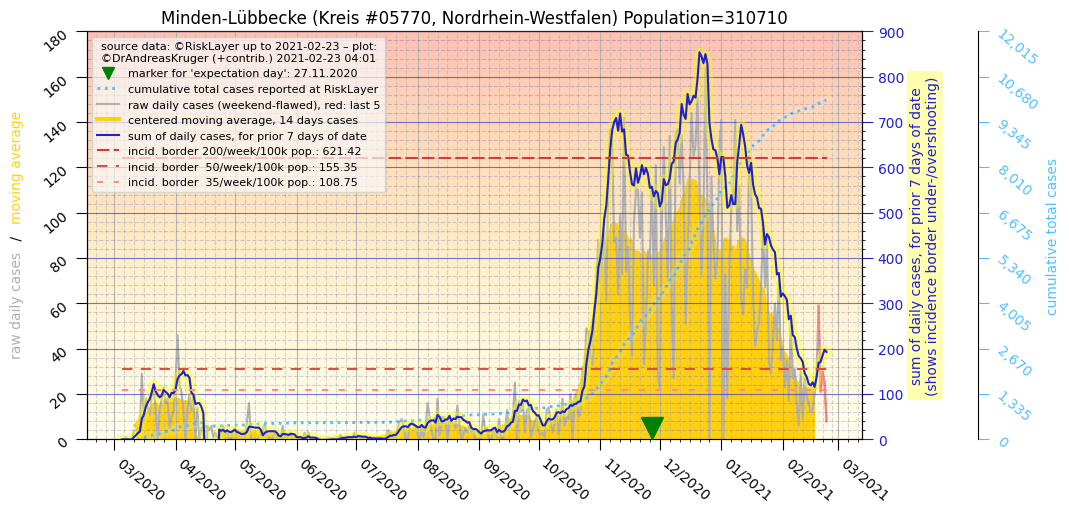 Minden-Lübbecke (Kreis #05770, Nordrhein-Westfalen) Population=310710
source data: ©RiskLayer up to 2021-02-23 – plot:
©DrAndreasKruger (+contrib.) 2021-02-23 04:01
marker for 'expectation day': 27.11.2020
cumulative total cases reported at RiskLayer
raw daily cases (weekend-flawed), red: last 5
centered moving average, 14 days cases
sum of daily cases, for prior 7 days of date
incid. border 200/week/100k pop.: 621.42
incid. border  50/week/100k pop.: 155.35
incid. border  35/week/100k pop.: 108.75
raw daily cases  /  moving average
180
160
140
120
100
80
60
40
20
0
03/2020
04/2020
05/2020
06/2020
07/2020
08/2020
09/2020
10/2020
11/2020
12/2020
01/2021
02/2021
03/2021
900
800
700
600
500
400
300
200
100
0
sum of daily cases, for prior 7 days of date
(shows incidence border under-/overshooting)
12,015
10,680
9,345
8,010
6,675
5,340
4,005
2,670
1,335
0
cumulative total cases